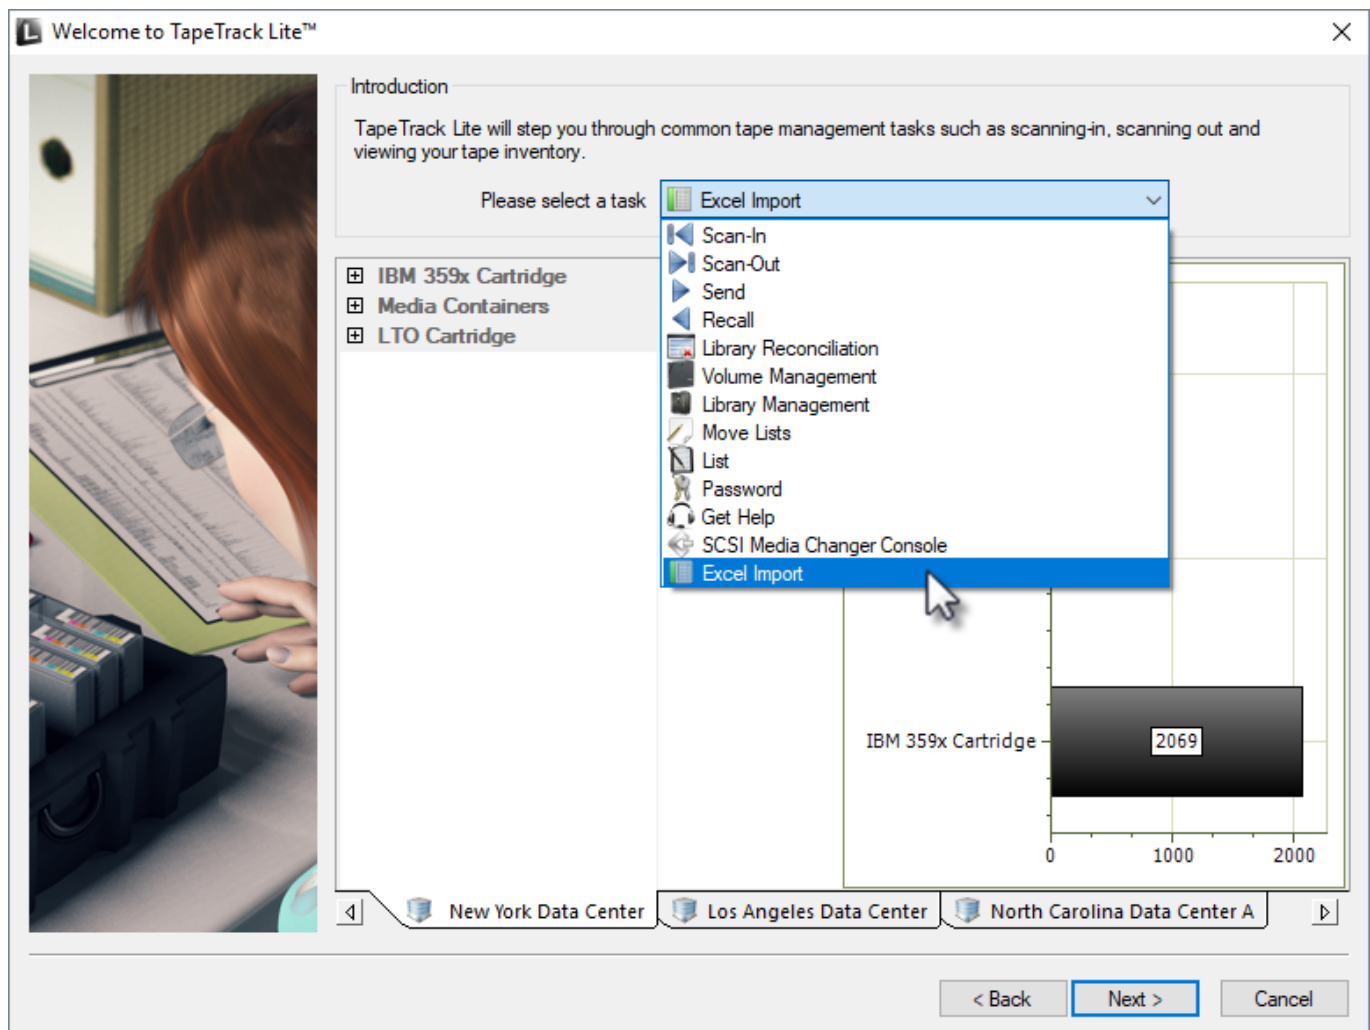 Welcome to TapeTrack Lite™
Introduction
TapeTrack Lite will step you through common tape management tasks such as scanning-in, scanning out and
viewing your tape inventory.
Please select a task
Excel Import
Scan-In
Scan-Out
Send
Recall
Library Reconciliation
Volume Management
Library Management
Move Lists
List
Password
Get Help
SCSI Media Changer Console
Excel Import
IBM 359x Cartridge
Media Containers
LTO Cartridge
IBM 359x Cartridge
2069
0 1000 2000
New York Data Center
Los Angeles Data Center
North Carolina Data Center A
< Back
Next >
Cancel